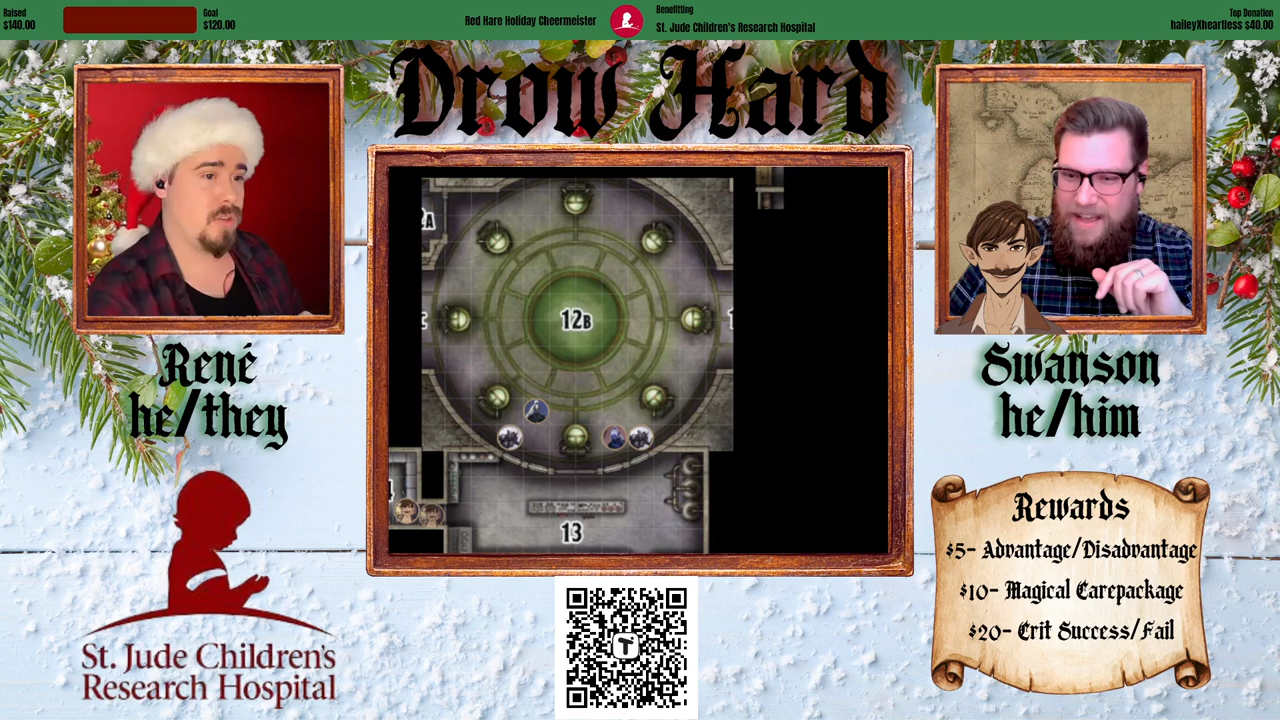 Raised
$140.00
Goal
$120.00
Red Hare Holiday Cheermeister
Benefitting
St. Jude Children's Research Hospital
Top Donation
haileyXheartless $40.00
Drow Hard
René
he/they
Swanson
he/him
2A
12B
13
St. Jude Children's
Research Hospital
T
Rewards
$5- Advantage/Disadvantage
$10- Magical Carepackage
$20- Crit Success/Fail